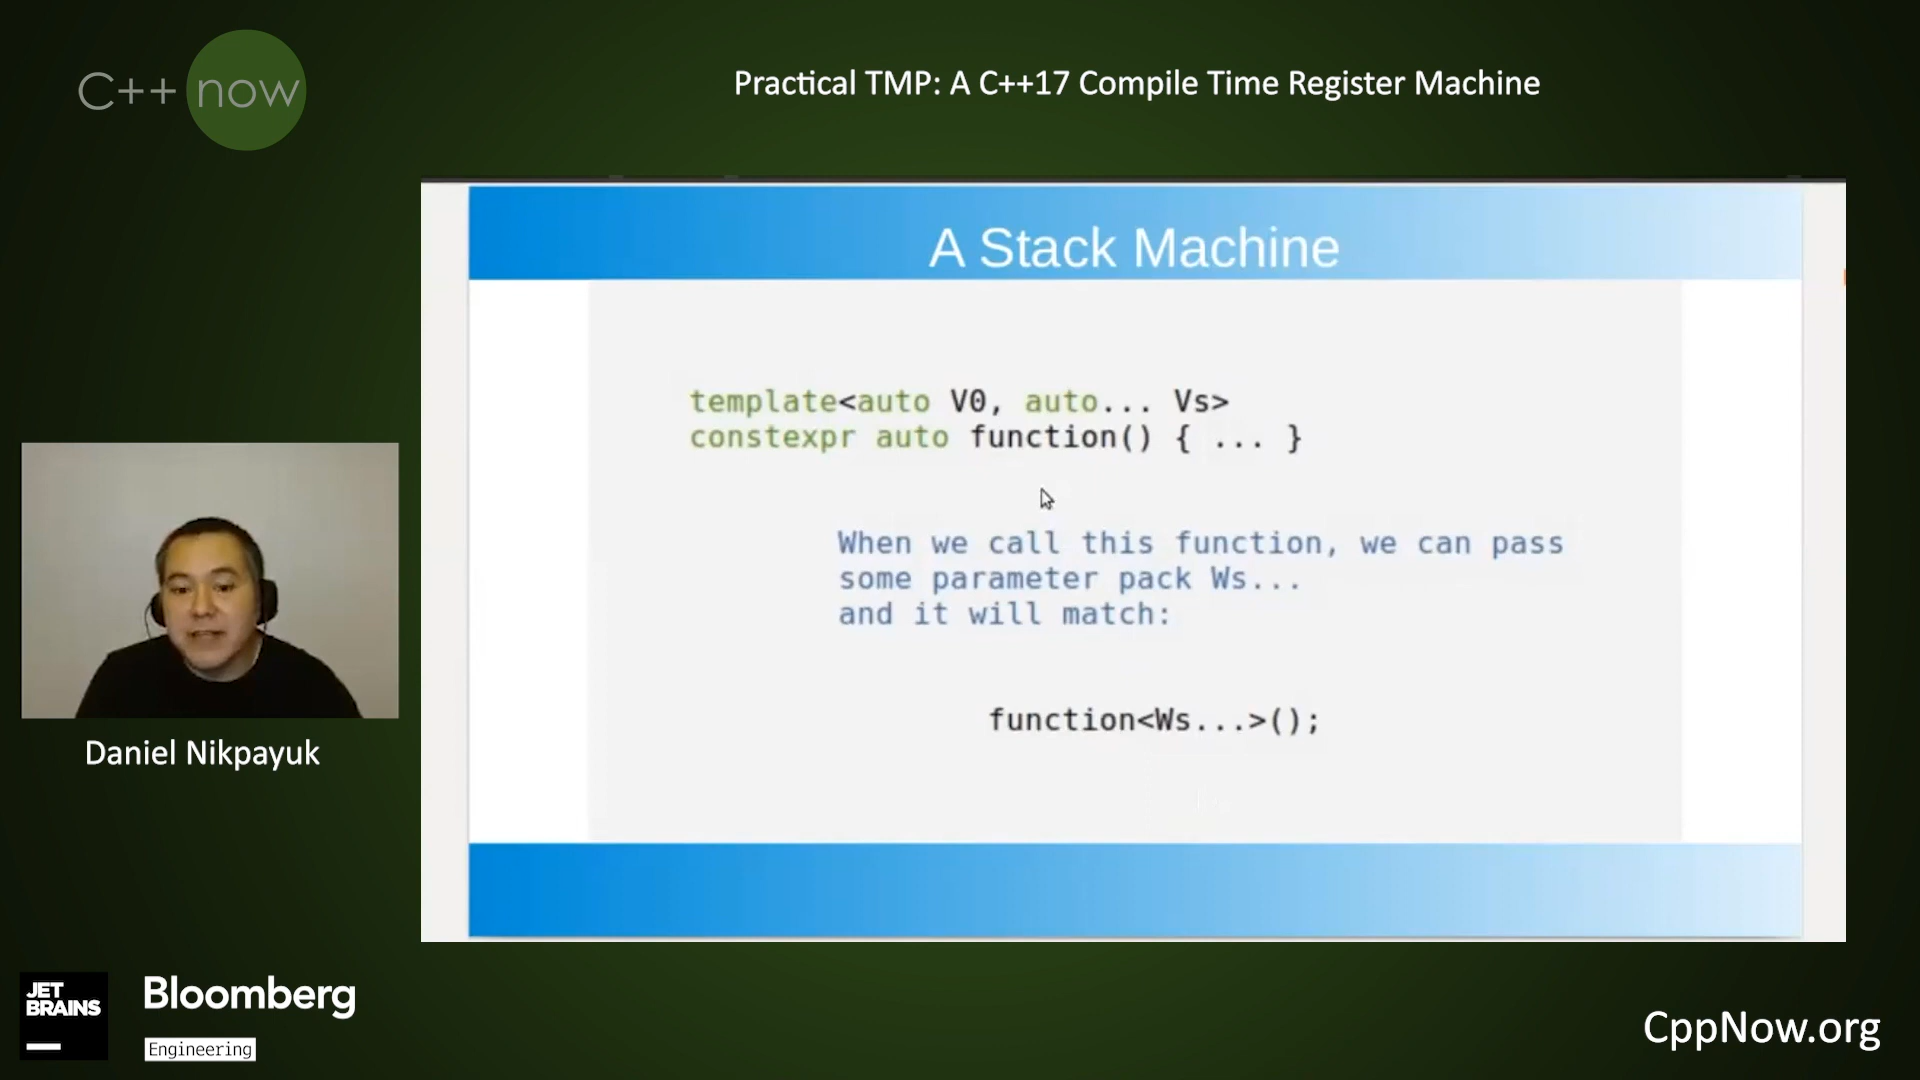 C++ now
Practical TMP: A C++17 Compile Time Register Machine
A Stack Machine
template<auto V0, auto... Vs>
constexpr auto function() { ... }
When we call this function, we can pass
some parameter pack Ws...
and it will match:
function<Ws...>();
Daniel Nikpayuk
JET
BRAINS
Bloomberg
Engineering
CppNow.org